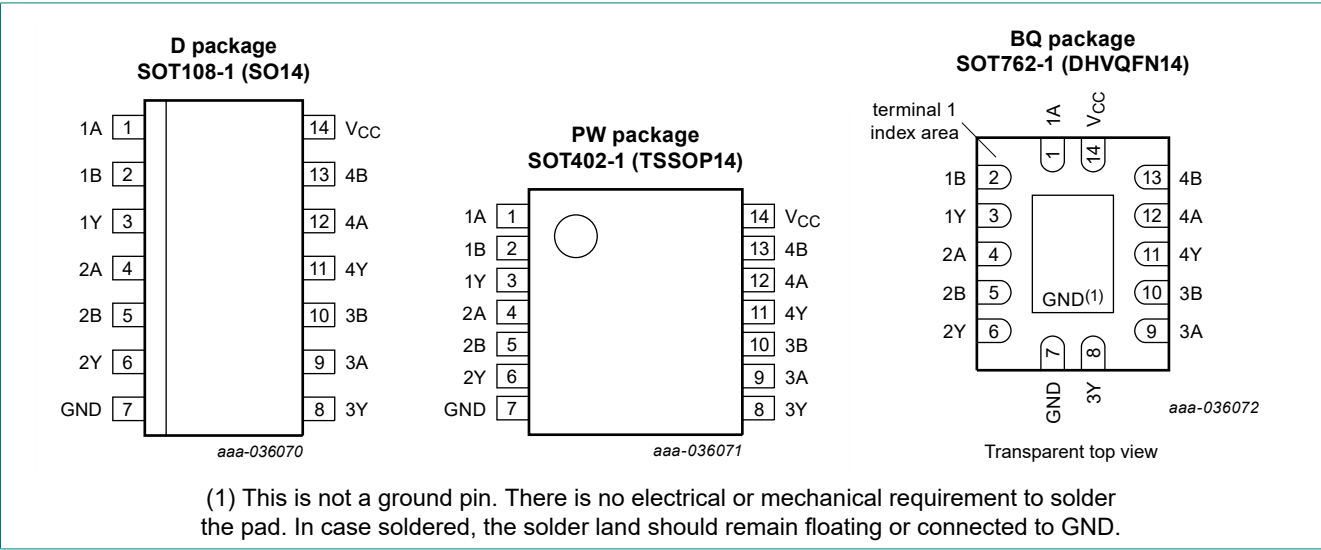 D package
SOT108-1 (SO14)
1A 1
1B 2
1Y 3
2A 4
2B 5
2Y 6
GND 7
14 VCC
13 4B
12 4A
11 4Y
10 3B
9 3A
8 3Y
aaa-036070
PW package
SOT402-1 (TSSOP14)
1A 1
1B 2
1Y 3
2A 4
2B 5
2Y 6
GND 7
14 VCC
13 4B
12 4A
11 4Y
10 3B
9 3A
8 3Y
aaa-036071
BQ package
SOT762-1 (DHVQFN14)
terminal 1
index area
1A
VCC
1
14
1B 2
1Y 3
2A 4
2B 5
2Y 6
13 4B
12 4A
11 4Y
10 3B
9 3A
GND(1)
7
8
GND
3Y
aaa-036072
Transparent top view
(1) This is not a ground pin. There is no electrical or mechanical requirement to solder
the pad. In case soldered, the solder land should remain floating or connected to GND.